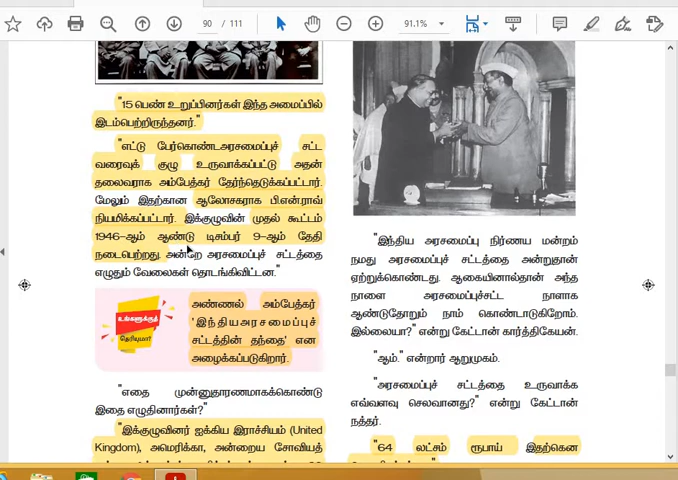 90 / 111
91.1%
"15 பெண் உறுப்பினர்கள் இந்த அமைப்பில்
இடம்பெற்றிருந்தனர்."
"எட்டு பேர்கொண்டஅரசமைப்புச் சட்ட
வரைவுக் குழு உருவாக்கப்பட்டு அதன்
தலைவராக அம்பேத்கர் தேர்ந்தெடுக்கப்பட்டார்.
மேலும் இதற்கான ஆலோசகராக பி.என்.ராவ்
நியமிக்கப்பட்டார். இக்குழுவின் முதல் கூட்டம்
1946-ஆம் ஆண்டு டிசம்பர் 9-ஆம் தேதி
நடைபெற்றது. அன்றே அரசமைப்புச் சட்டத்தை
எழுதும் வேலைகள் தொடங்கிவிட்டன."
உங்களுக்குத்
தெரியுமா?
அண்ணல் அம்பேத்கர்
'இந்தியஅரசமைப்புச்
சட்டத்தின் தந்தை' என
அழைக்கப்படுகிறார்.
"எதை முன்னுதாரணமாகக்கொண்டு
இதை எழுதினார்கள்?"
"இக்குழுவினர் ஐக்கிய இராச்சியம் (United
Kingdom), அமெரிக்கா, அன்றைய சோவியத்
"இந்திய அரசமைப்பு நிர்ணய மன்றம்
நமது அரசமைப்புச் சட்டத்தை அன்றுதான்
ஏற்றுக்கொண்டது. ஆகையினால்தான் அந்த
நாளை அரசமைப்புச்சட்ட நாளாக
ஆண்டுதோறும் நாம் கொண்டாடுகிறோம்.
இல்லையா?" என்று கேட்டான் கார்த்திகேயன்.
"ஆம்." என்றார் ஆறுமுகம்.
"அரசமைப்புச் சட்டத்தை உருவாக்க
எவ்வளவு செலவானது?" என்று கேட்டான்
நத்தர்.
"64 லட்சம் ரூபாய் இதற்கென